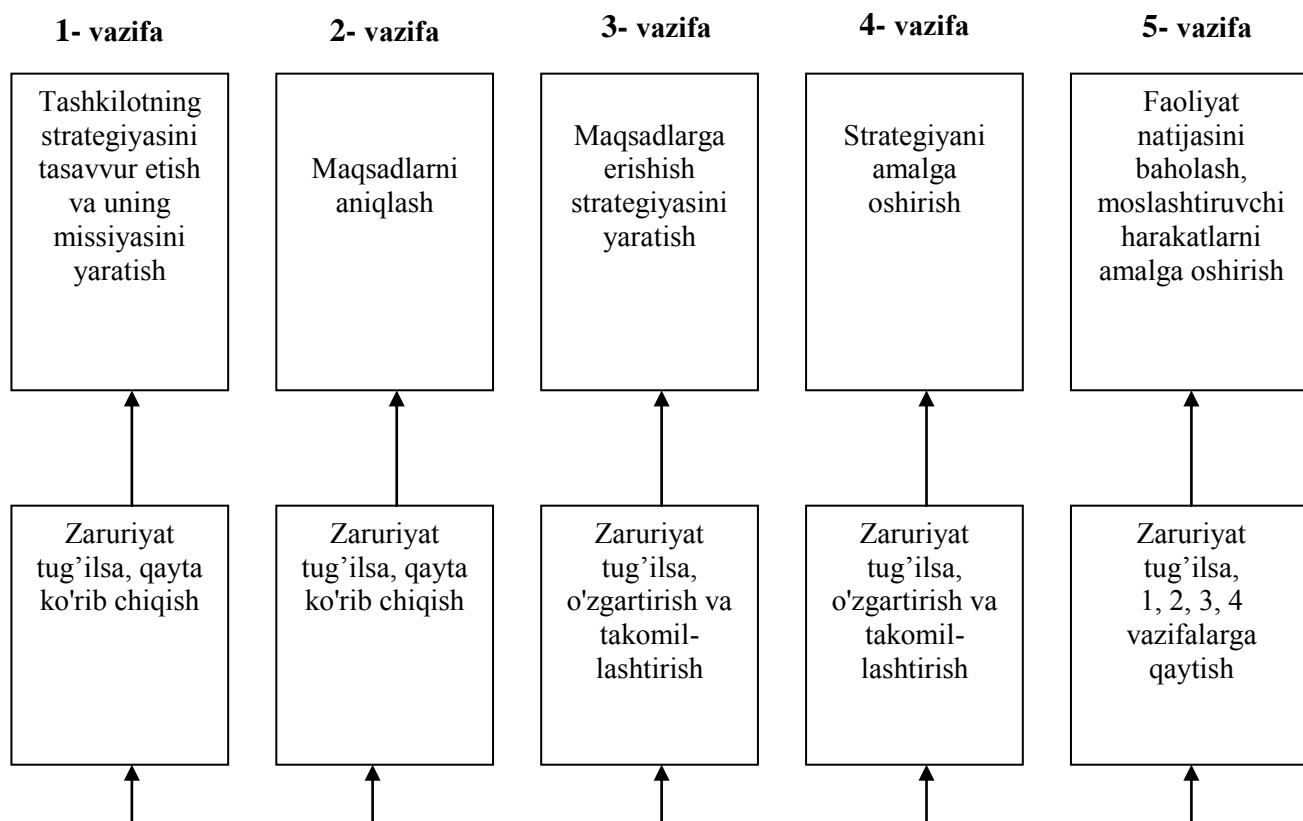 1- vazifa
2- vazifa
3- vazifa
4- vazifa
5- vazifa
Tashkilotning
strategiyasini
tasavvur etish
va uning
missiyasini
yaratish
Maqsadlarni
aniqlash
Maqsadlarga
erishish
strategiyasini
yaratish
Strategiyani
amalga
oshirish
Faoliyat
natijasini
baholash,
moslashtiruvchi
harakatlarni
amalga oshirish
Zaruriyat
tug’ilsa, qayta
ko'rib chiqish
Zaruriyat
tug’ilsa, qayta
ko'rib chiqish
Zaruriyat
tug’ilsa,
o'zgartirish va
takomil-
lashtirish
Zaruriyat
tug’ilsa,
o'zgartirish va
takomil-
lashtirish
Zaruriyat
tug’ilsa,
1, 2, 3, 4
vazifalarga
qaytish